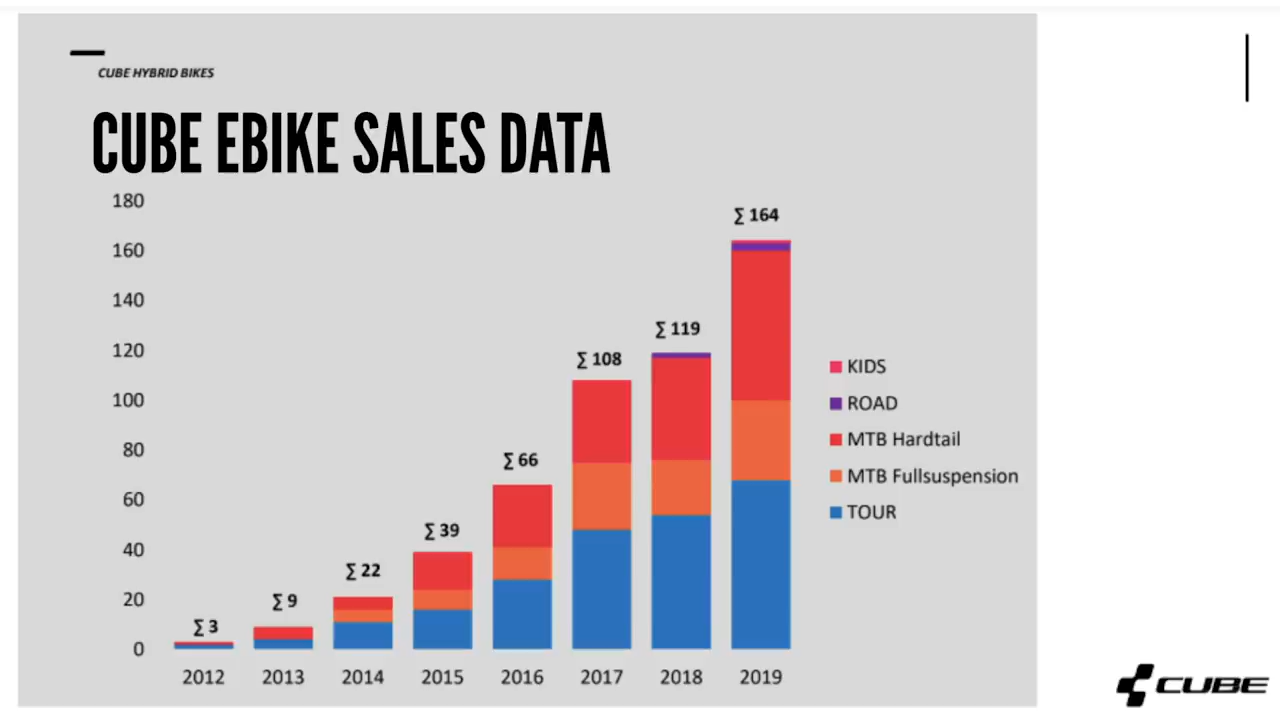 CUBE HYBRID BIKES
CUBE EBIKE SALES DATA
180
160
140
120
100
80
60
40
20
0
∑ 3
∑ 9
∑ 22
∑ 39
∑ 66
∑ 108
∑ 119
∑ 164
2012 2013 2014 2015 2016 2017 2018 2019
KIDS
ROAD
MTB Hardtail
MTB Fullsuspension
TOUR
CUBE